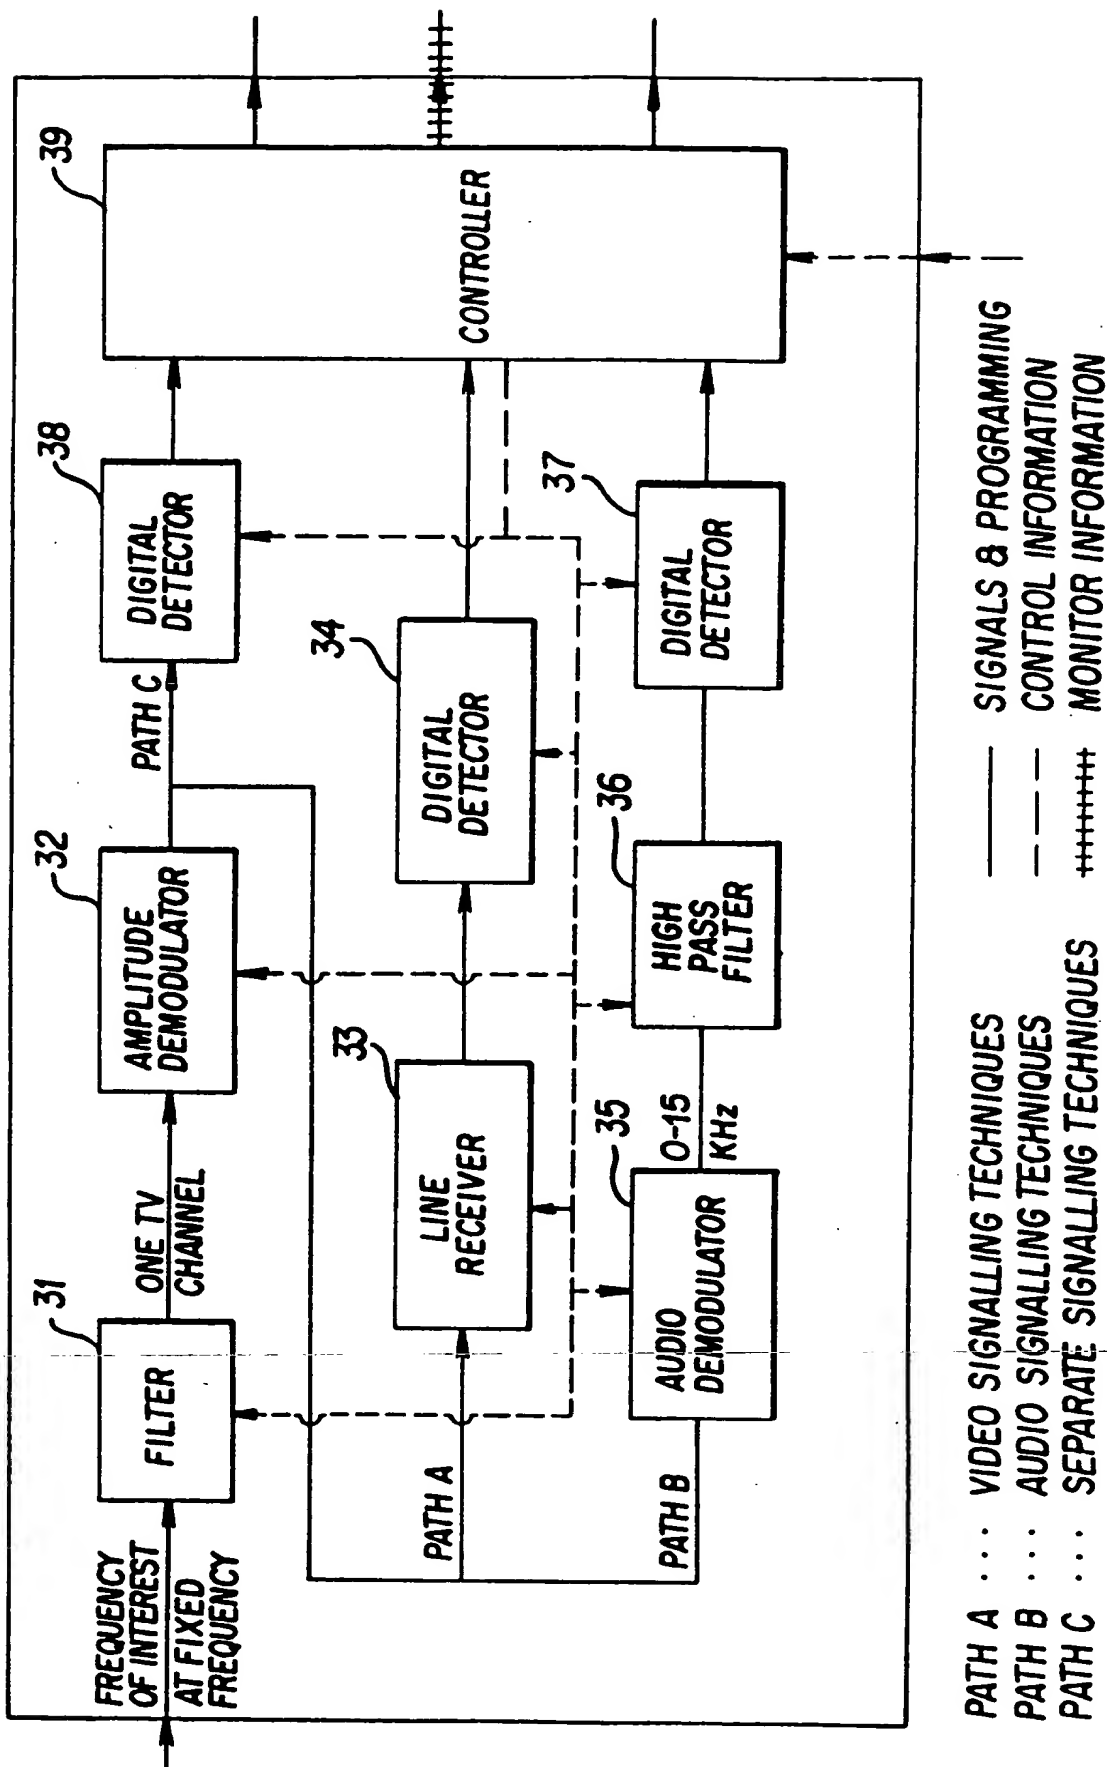 FREQUENCY
OF INTEREST
AT FIXED
FREQUENCY
31
FILTER
ONE TV
CHANNEL
32
AMPLITUDE
DEMODULATOR
PATH C
38
DIGITAL
DETECTOR
39
CONTROLLER
PATH A
33
LINE
RECEIVER
34
DIGITAL
DETECTOR
PATH B
35
AUDIO
DEMODULATOR
0-15
KHz
36
HIGH
PASS
FILTER
37
DIGITAL
DETECTOR
PATH A ... VIDEO SIGNALLING TECHNIQUES
PATH B ... AUDIO SIGNALLING TECHNIQUES
PATH C ... SEPARATE SIGNALLING TECHNIQUES
SIGNALS & PROGRAMMING
CONTROL INFORMATION
MONITOR INFORMATION